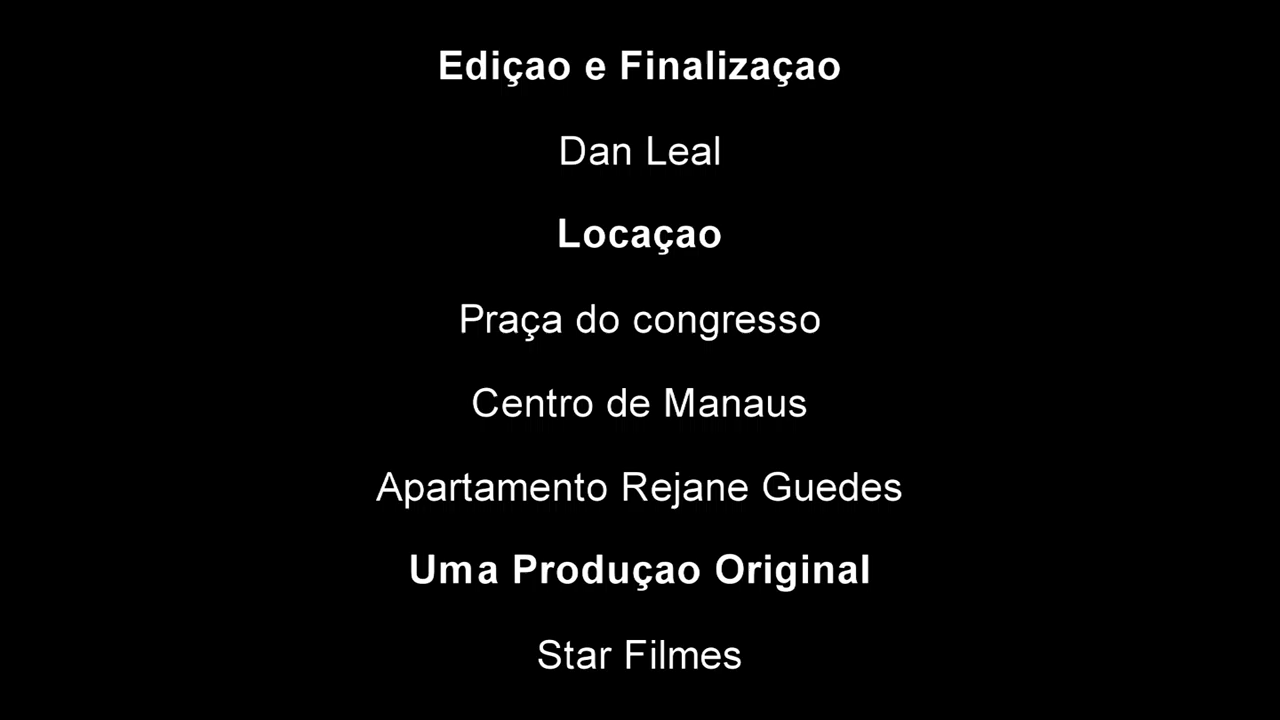 Ediçao e Finalizaçao
Dan Leal
Locaçao
Praça do congresso
Centro de Manaus
Apartamento Rejane Guedes
Uma Produçao Original
Star Filmes